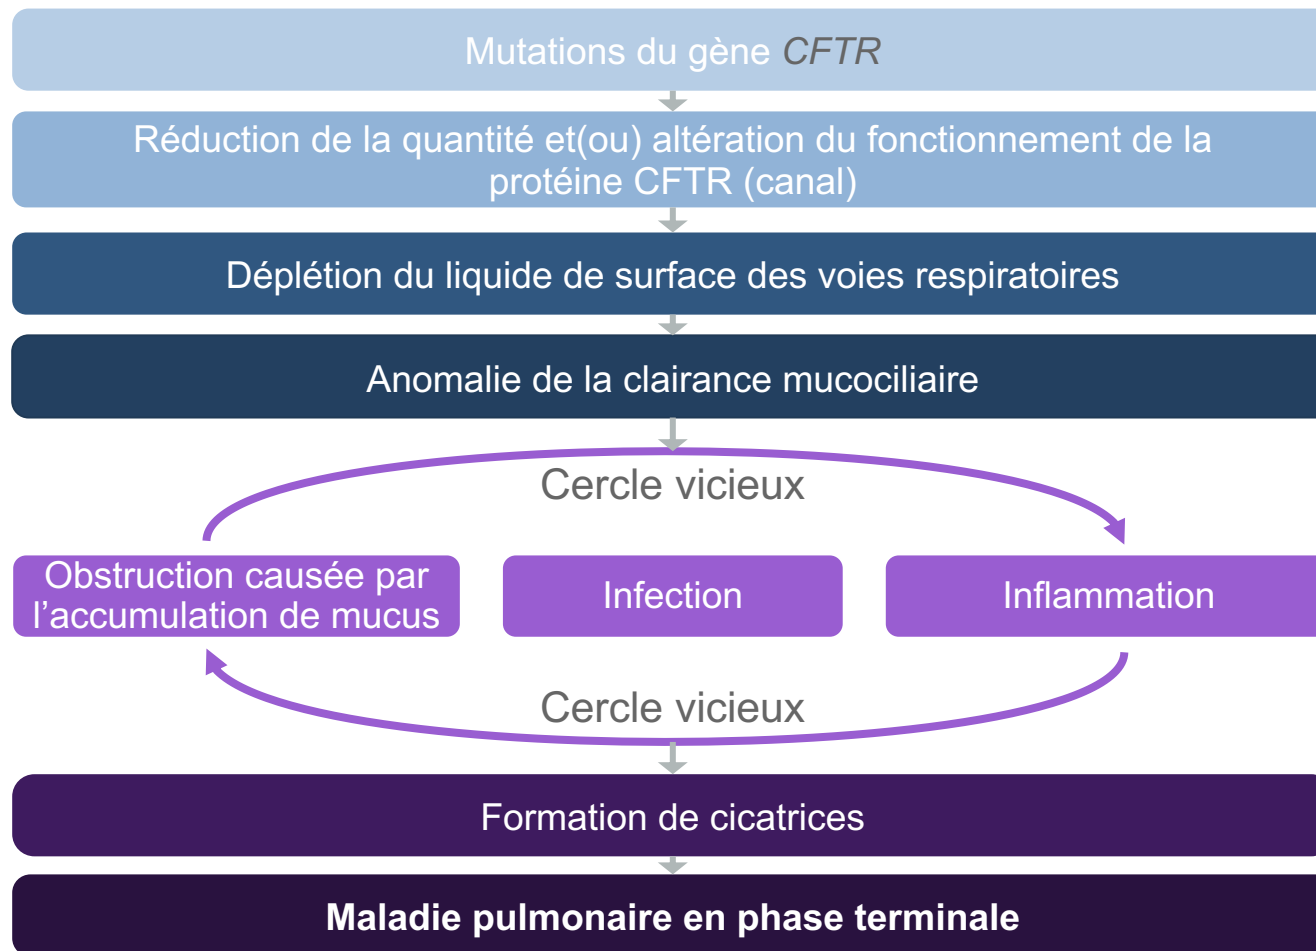 Mutations du gène CFTR
Réduction de la quantité et(ou) altération du fonctionnement de la
protéine CFTR (canal)
Déplétion du liquide de surface des voies respiratoires
Anomalie de la clairance mucociliaire
Cercle vicieux
Obstruction causée par
l’accumulation de mucus
Infection
Inflammation
Cercle vicieux
Formation de cicatrices
Maladie pulmonaire en phase terminale